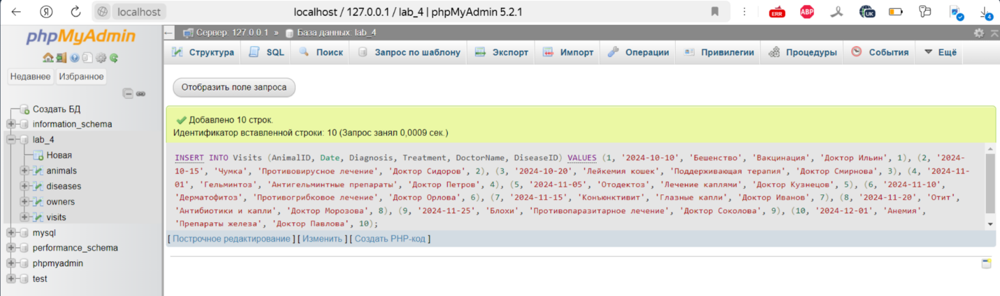 localhost
localhost / 127.0.0.1 / lab_4 | phpMyAdmin 5.2.1
ERR
ABP
UK
4
phpMyAdmin
Недавнее Избранное
Создать БД
information_schema
lab_4
Новая
animals
diseases
owners
visits
mysql
performance_schema
phpmyadmin
test
Сервер: 127.0.0.1 » База данных: lab_4
Структура SQL Поиск Запрос по шаблону Экспорт Импорт Операции Привилегии Процедуры События Ещё
Отобразить поле запроса
Добавлено 10 строк.
Идентификатор вставленной строки: 10 (Запрос занял 0,0009 сек.)
INSERT INTO Visits (AnimalID, Date, Diagnosis, Treatment, DoctorName, DiseaseID) VALUES (1, '2024-10-10', 'Бешенство', 'Вакцинация', 'Доктор Ильин', 1), (2, '2024-
10-15', 'Чумка', 'Противовирусное лечение', 'Доктор Сидоров', 2), (3, '2024-10-20', 'Лейкемия кошек', 'Поддерживающая терапия', 'Доктор Смирнова', 3), (4, '2024-11-
01', 'Гельминтоз', 'Антигельминтные препараты', 'Доктор Петров', 4), (5, '2024-11-05', 'Отодектоз', 'Лечение каплями', 'Доктор Кузнецов', 5), (6, '2024-11-10',
'Дерматофитоз', 'Противогрибковое лечение', 'Доктор Орлова', 6), (7, '2024-11-15', 'Конъюнктивит', 'Глазные капли', 'Доктор Иванов', 7), (8, '2024-11-20', 'Отит',
'Антибиотики и капли', 'Доктор Морозова', 8), (9, '2024-11-25', 'Блохи', 'Противопаразитарное лечение', 'Доктор Соколова', 9), (10, '2024-12-01', 'Анемия',
'Препараты железа', 'Доктор Павлова', 10);
[ Построчное редактирование ] [ Изменить ] [ Создать PHP-код ]